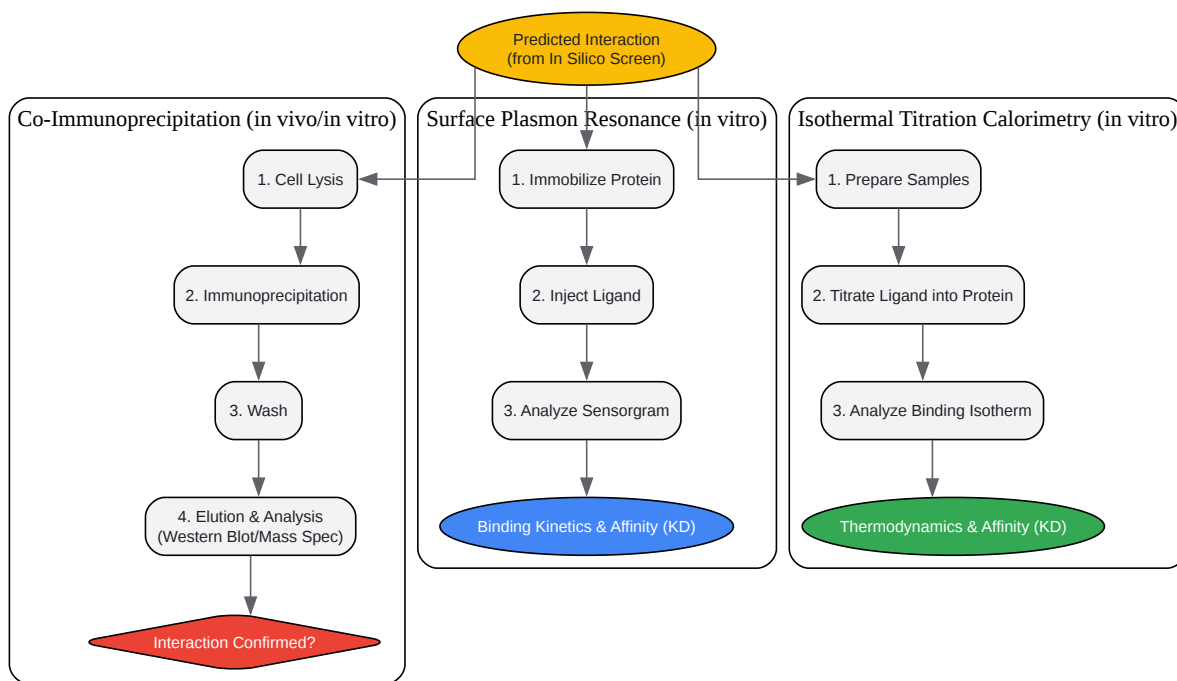 Predicted Interaction
(from In Silico Screen)
Co-Immunoprecipitation (in vivo/in vitro)
1. Cell Lysis
2. Immunoprecipitation
3. Wash
4. Elution & Analysis
(Western Blot/Mass Spec)
Interaction Confirmed?
Surface Plasmon Resonance (in vitro)
1. Immobilize Protein
2. Inject Ligand
3. Analyze Sensorgram
Binding Kinetics & Affinity (KD)
Isothermal Titration Calorimetry (in vitro)
1. Prepare Samples
2. Titrate Ligand into Protein
3. Analyze Binding Isotherm
Thermodynamics & Affinity (KD)